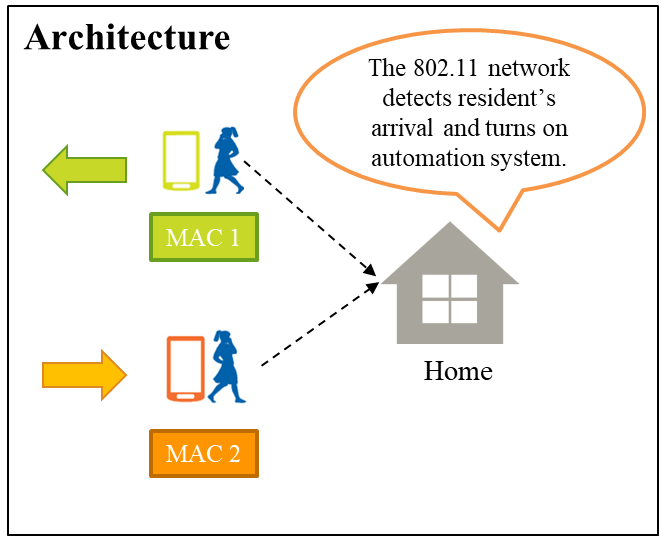 Architecture
The 802.11 network
detects resident’s
arrival and turns on
automation system.
MAC 1
Home
MAC 2